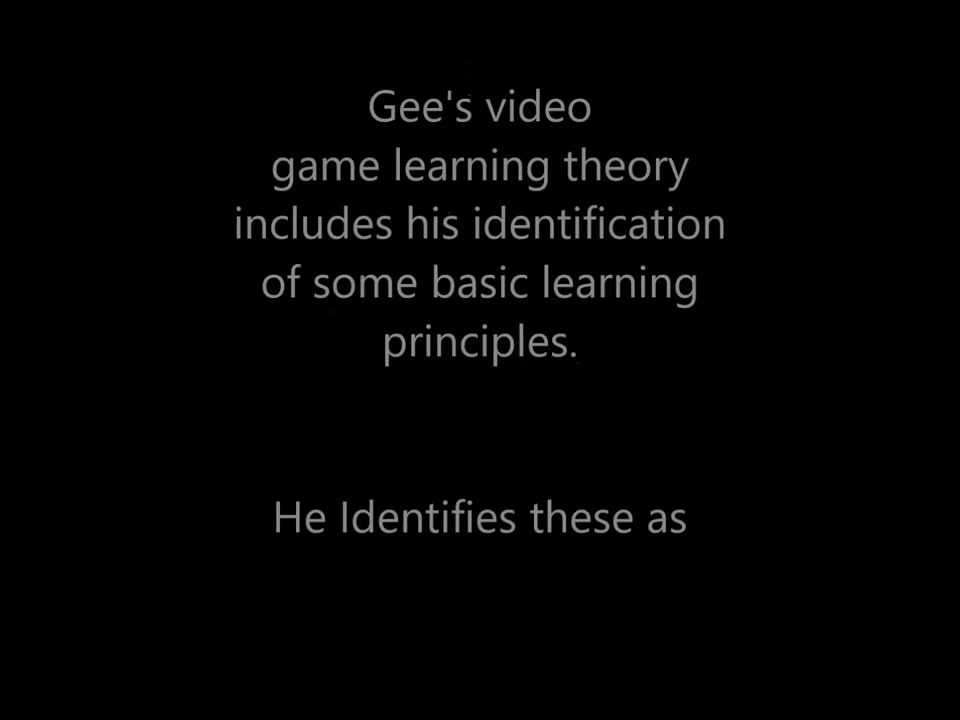 Gee's video
game learning theory
includes his identification
of some basic learning
principles.
He Identifies these as